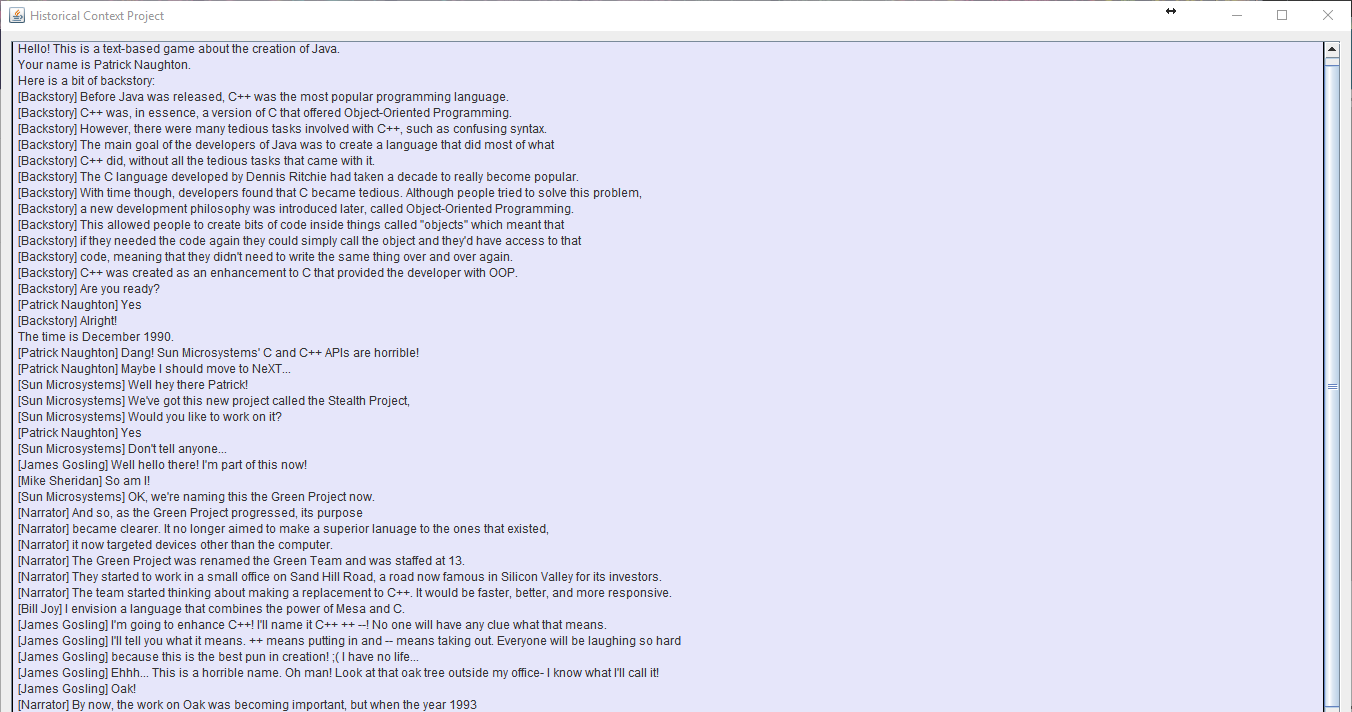 Historical Context Project
Hello! This is a text-based game about the creation of Java.
Your name is Patrick Naughton.
Here is a bit of backstory:
[Backstory] Before Java was released, C++ was the most popular programming language.
[Backstory] C++ was, in essence, a version of C that offered Object-Oriented Programming.
[Backstory] However, there were many tedious tasks involved with C++, such as confusing syntax.
[Backstory] The main goal of the developers of Java was to create a language that did most of what
[Backstory] C++ did, without all the tedious tasks that came with it.
[Backstory] The C language developed by Dennis Ritchie had taken a decade to really become popular.
[Backstory] With time though, developers found that C became tedious. Although people tried to solve this problem,
[Backstory] a new development philosophy was introduced later, called Object-Oriented Programming.
[Backstory] This allowed people to create bits of code inside things called "objects" which meant that
[Backstory] if they needed the code again they could simply call the object and they'd have access to that
[Backstory] code, meaning that they didn't need to write the same thing over and over again.
[Backstory] C++ was created as an enhancement to C that provided the developer with OOP.
[Backstory] Are you ready?
[Patrick Naughton] Yes
[Backstory] Alright!
The time is December 1990.
[Patrick Naughton] Dang! Sun Microsystems' C and C++ APIs are horrible!
[Patrick Naughton] Maybe I should move to NeXT...
[Sun Microsystems] Well hey there Patrick!
[Sun Microsystems] We've got this new project called the Stealth Project,
[Sun Microsystems] Would you like to work on it?
[Patrick Naughton] Yes
[Sun Microsystems] Don't tell anyone...
[James Gosling] Well hello there! I'm part of this now!
[Mike Sheridan] So am I!
[Sun Microsystems] OK, we're naming this the Green Project now.
[Narrator] And so, as the Green Project progressed, its purpose
[Narrator] became clearer. It no longer aimed to make a superior lanuage to the ones that existed,
[Narrator] it now targeted devices other than the computer.
[Narrator] The Green Project was renamed the Green Team and was staffed at 13.
[Narrator] They started to work in a small office on Sand Hill Road, a road now famous in Silicon Valley for its investors.
[Narrator] The team started thinking about making a replacement to C++. It would be faster, better, and more responsive.
[Bill Joy] I envision a language that combines the power of Mesa and C.
[James Gosling] I'm going to enhance C++! I'll name it C++ ++ --! No one will have any clue what that means.
[James Gosling] I'll tell you what it means. ++ means putting in and -- means taking out. Everyone will be laughing so hard
[James Gosling] because this is the best pun in creation! ;( I have no life...
[James Gosling] Ehhh... This is a horrible name. Oh man! Look at that oak tree outside my office- I know what I'll call it!
[James Gosling] Oak!
[Narrator] By now, the work on Oak was becoming important, but when the year 1993